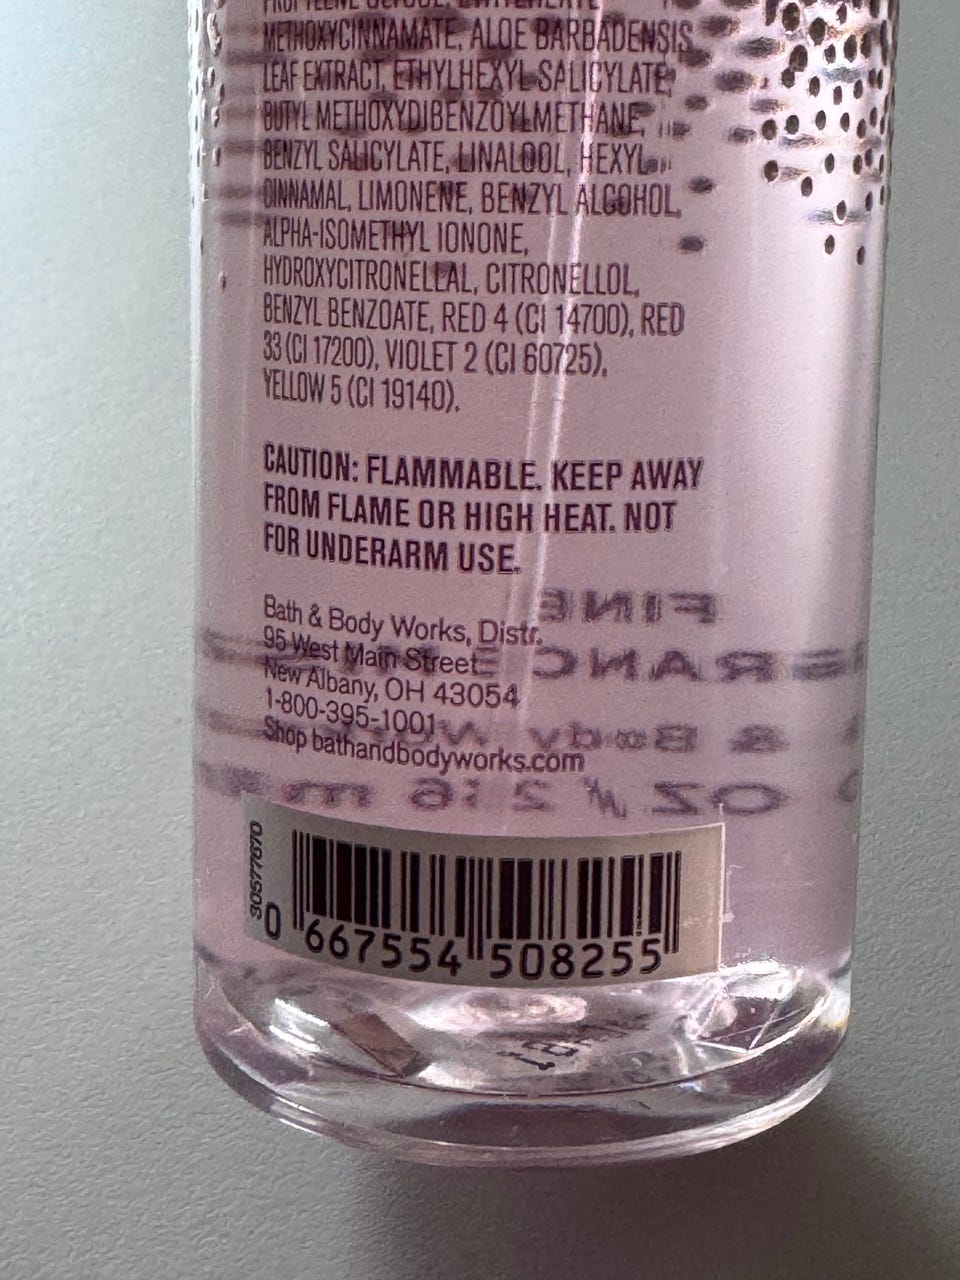 METHOXYCINNAMATE, ALOE BARBADENSIS
LEAF EXTRACT, ETHYLHEXYL SALICYLATE,
BUTYL METHOXYDIBENZOYLMETHANE,
BENZYL SALICYLATE, LINALOOL, HEXYL
CINNAMAL, LIMONENE, BENZYL ALCOHOL,
ALPHA-ISOMETHYL IONONE,
HYDROXYCITRONELLAL, CITRONELLOL,
BENZYL BENZOATE, RED 4 (CI 14700), RED
33 (CI 17200), VIOLET 2 (CI 60725),
YELLOW 5 (CI 19140).
CAUTION: FLAMMABLE. KEEP AWAY
FROM FLAME OR HIGH HEAT. NOT
FOR UNDERARM USE.
Bath & Body Works, Distr.
95 West Main Street
New Albany, OH 43054
1-800-395-1001
Shop bathandbodyworks.com
FINE
30577670
0 667554 508255